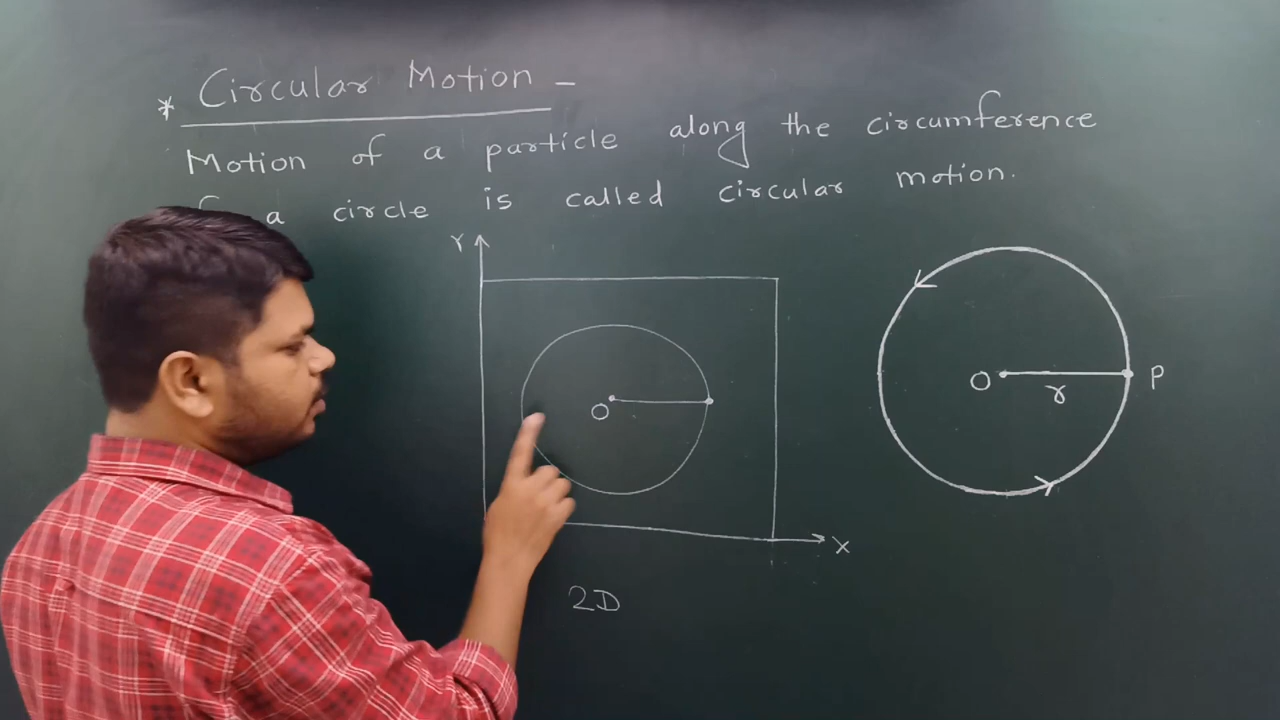 * Circular Motion -
Motion of a particle along the circumference
a circle is called circular motion.
Y
O
X
2D
O
r
P